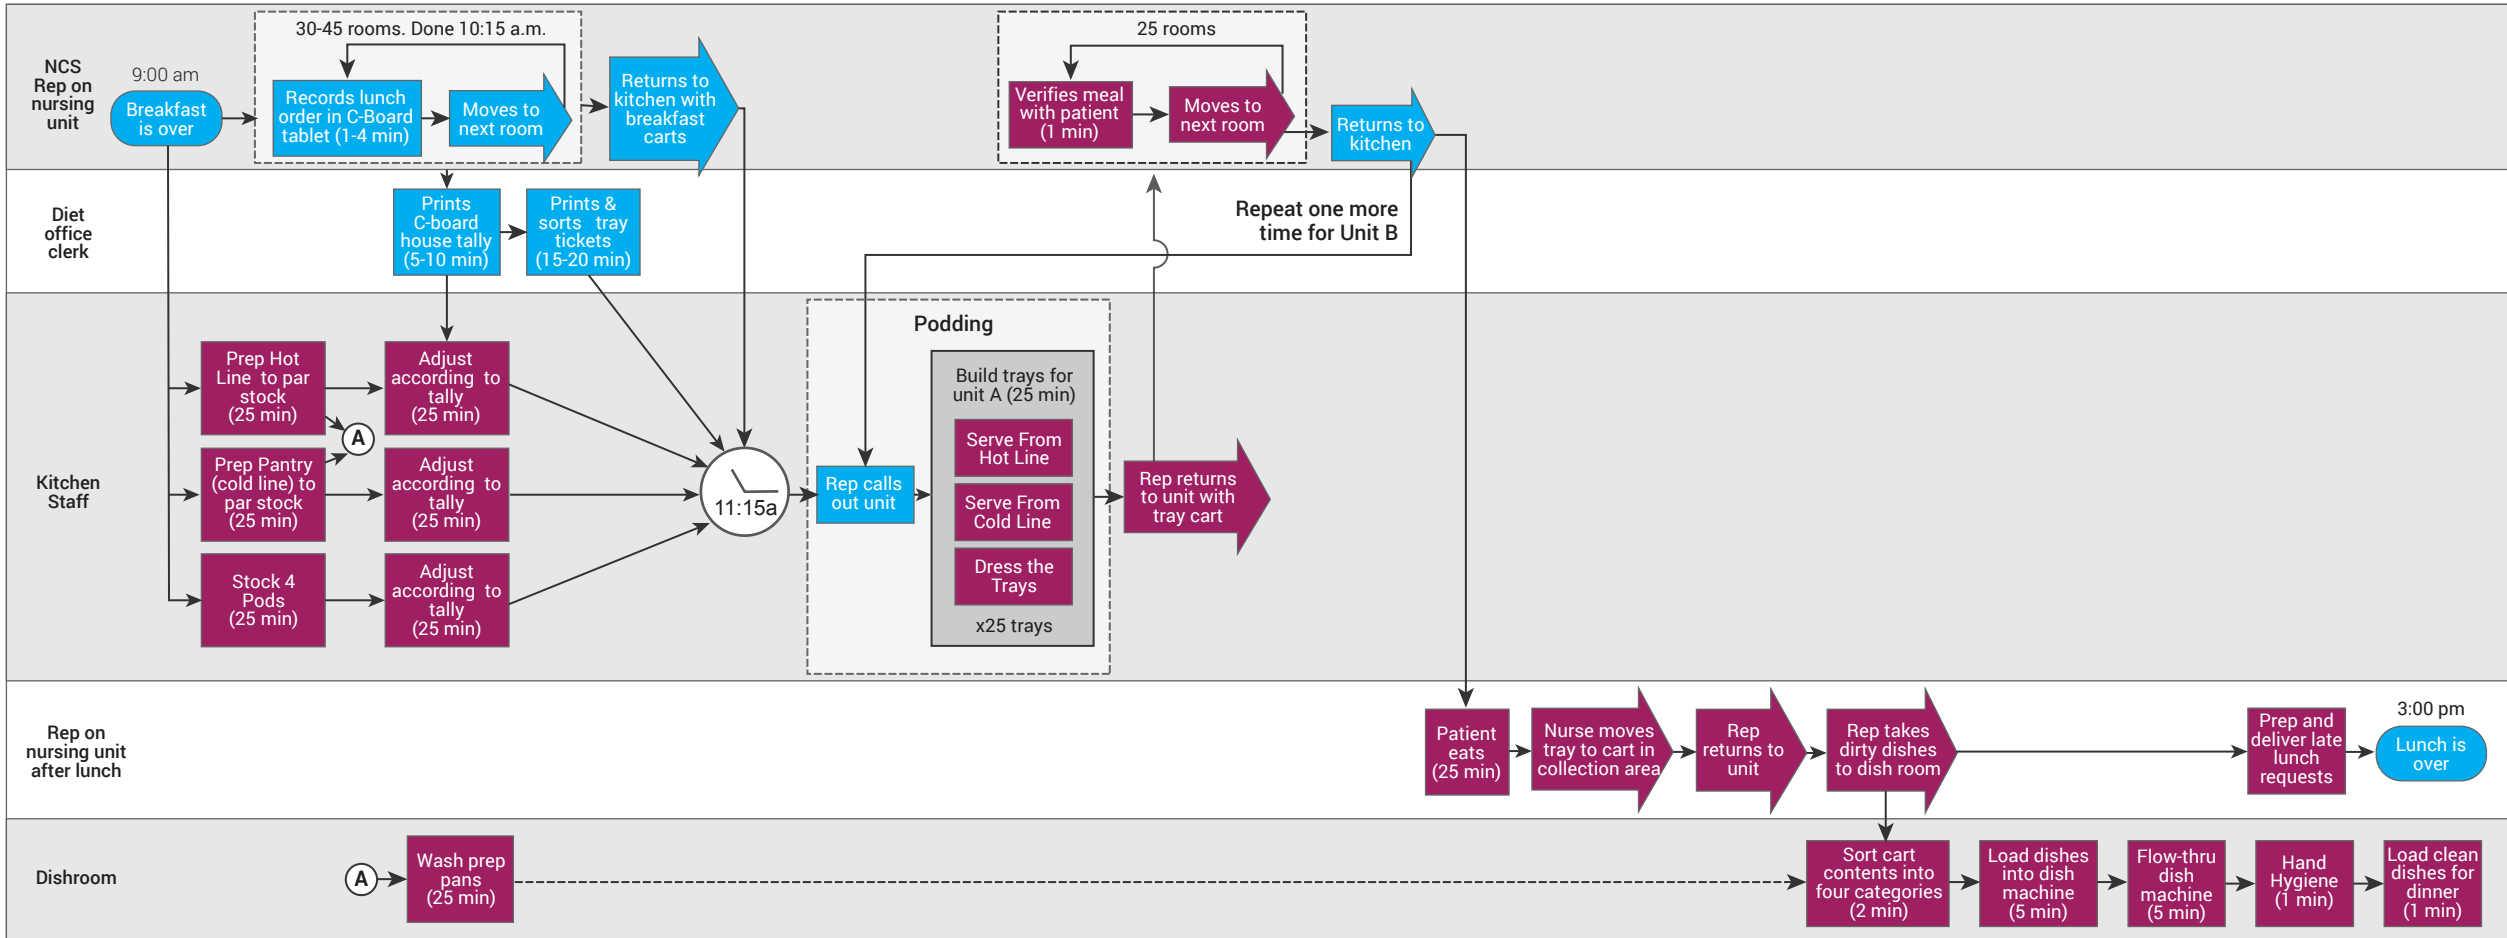 NCS
Rep on
nursing
unit
9:00 am
Breakfast
is over
30-45 rooms. Done 10:15 a.m.
Records lunch
order in C-Board
tablet (1-4 min)
Moves to
next room
Returns to
kitchen with
breakfast
carts
25 rooms
Verifies meal
with patient
(1 min)
Moves to
next room
Returns to
kitchen
Diet
office
clerk
Prints
C-board
house tally
(5-10 min)
Prints &
sorts tray
tickets
(15-20 min)
Repeat one more
time for Unit B
Kitchen
Staff
Prep Hot
Line to par
stock
(25 min)
Adjust
according to
tally
(25 min)
A
Prep Pantry
(cold line) to
par stock
(25 min)
Adjust
according to
tally
(25 min)
Stock 4
Pods
(25 min)
Adjust
according to
tally
(25 min)
11:15a
Podding
Rep calls
out unit
Build trays for
unit A (25 min)
Serve From
Hot Line
Serve From
Cold Line
Dress the
Trays
x25 trays
Rep returns
to unit with
tray cart
Rep on
nursing unit
after lunch
Patient
eats
(25 min)
Nurse moves
tray to cart in
collection area
Rep
returns to
unit
Rep takes
dirty dishes
to dish room
Prep and
deliver late
lunch
requests
3:00 pm
Lunch is
over
Dishroom
A
Wash prep
pans
(25 min)
Sort cart
contents into
four categories
(2 min)
Load dishes
into dish
machine
(5 min)
Flow-thru
dish
machine
(5 min)
Hand
Hygiene
(1 min)
Load clean
dishes for
dinner
(1 min)